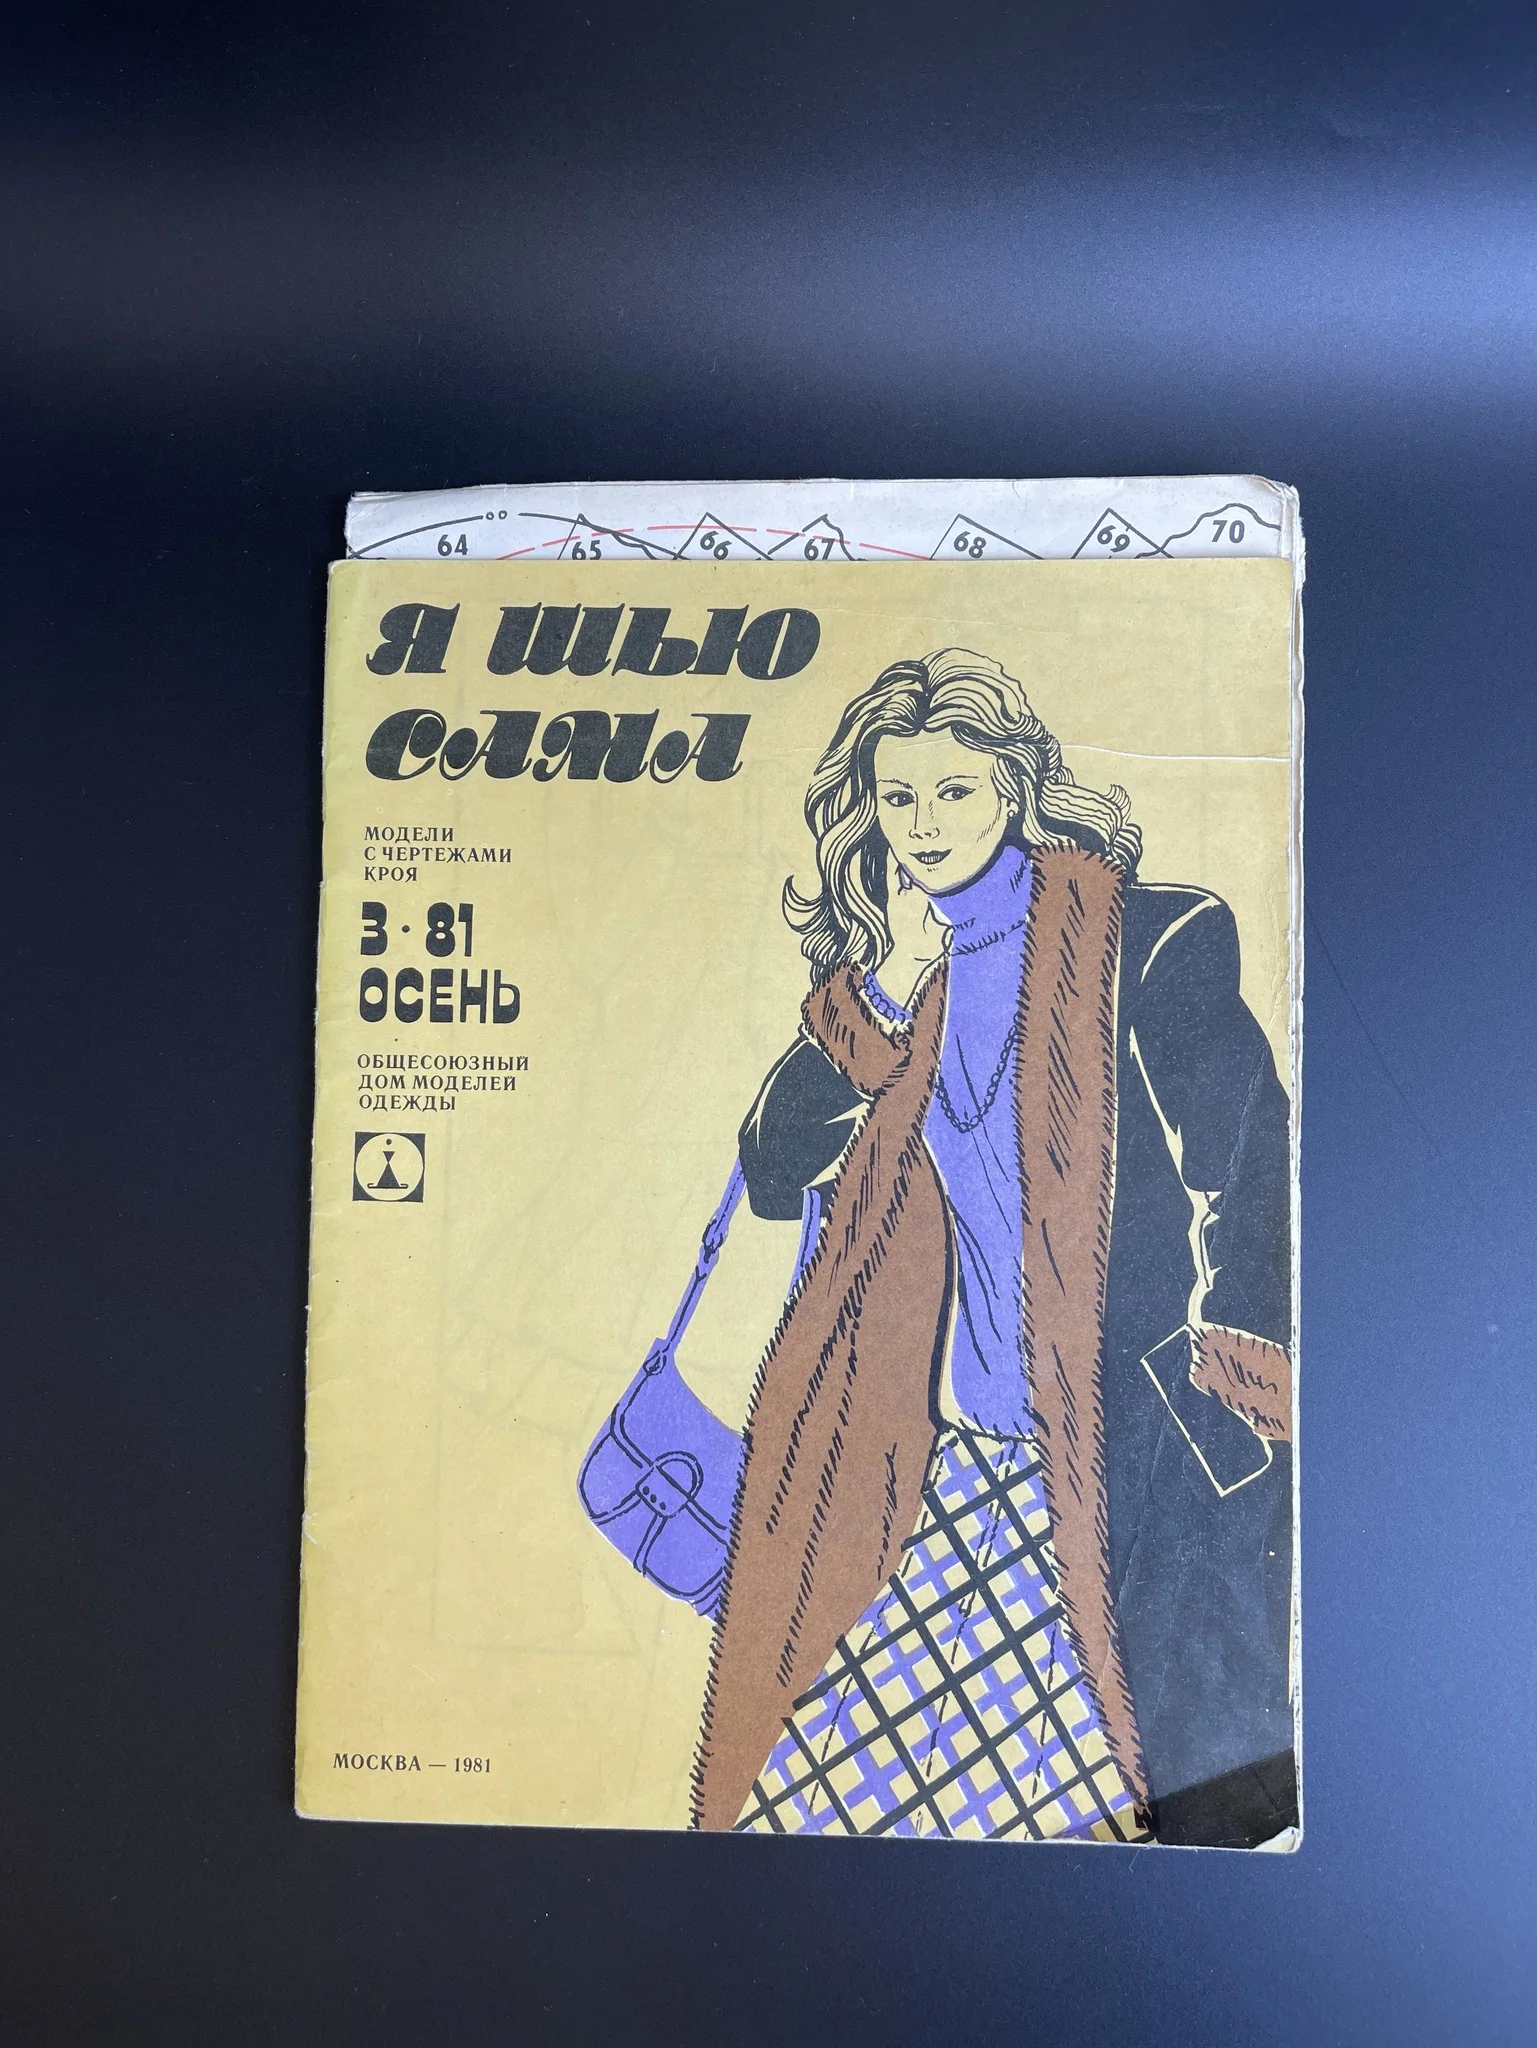 64 65 66 67 68 69 70
Я ШЬЮ
САМА
МОДЕЛИ
С ЧЕРТЕЖАМИ
КРОЯ
3·81
ОСЕНЬ
ОБЩЕСОЮЗНЫЙ
ДОМ МОДЕЛЕЙ
ОДЕЖДЫ
МОСКВА — 1981